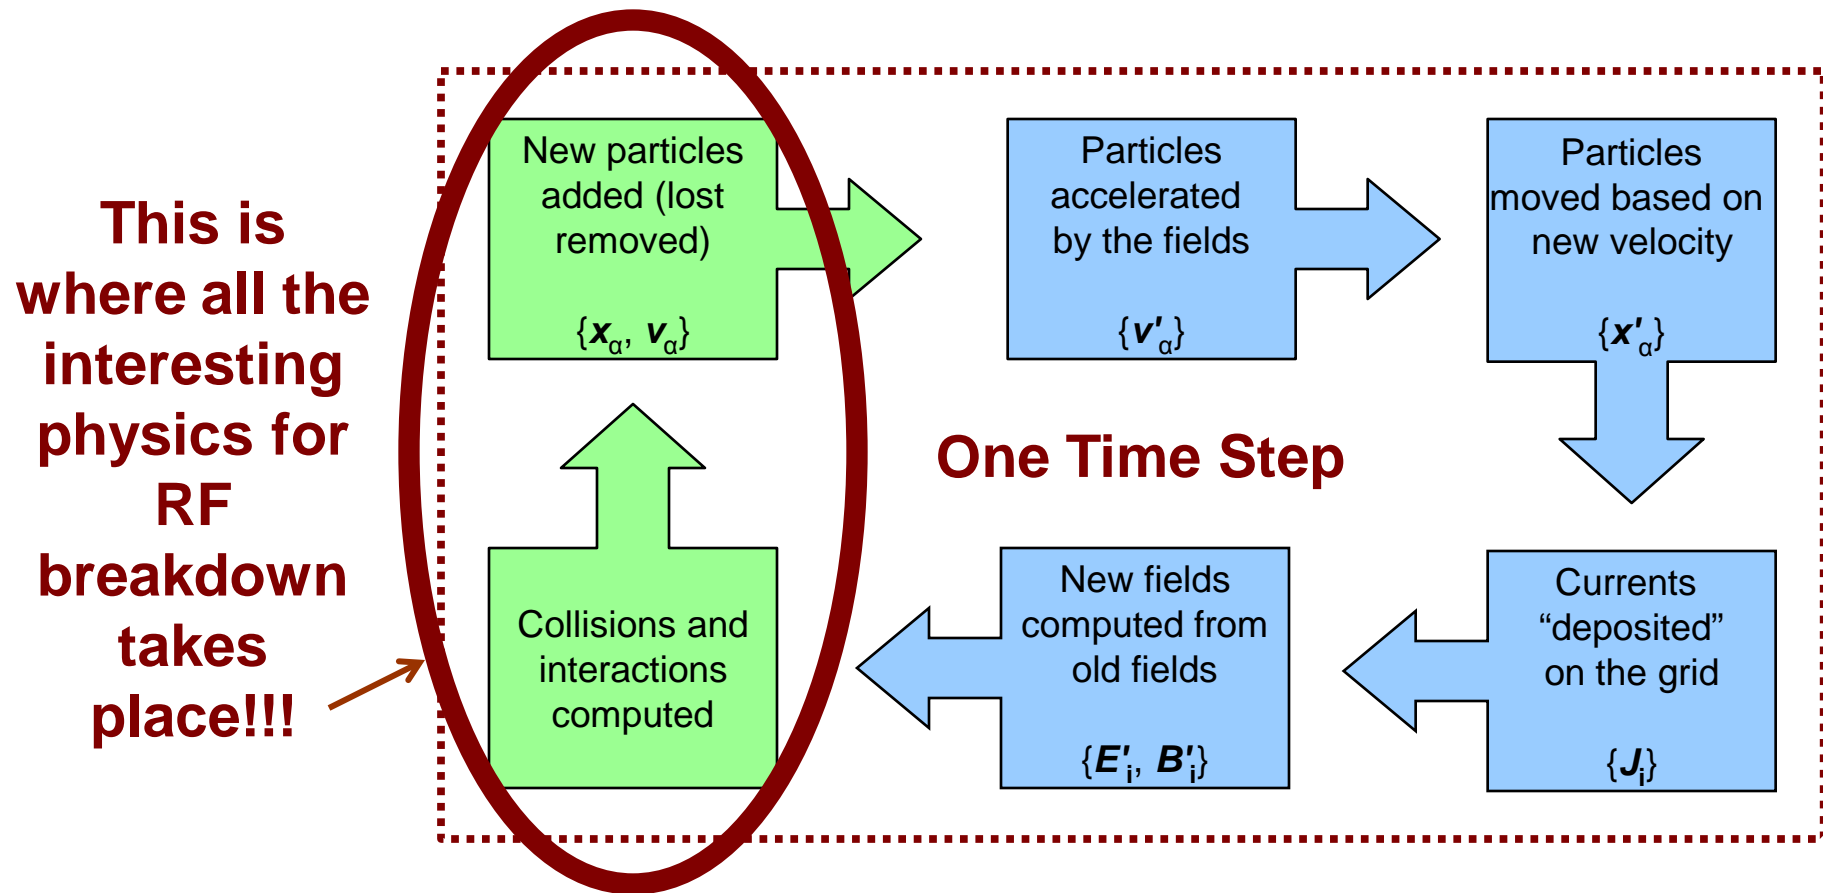 This is
where all the
interesting
physics for
RF
breakdown
takes
place!!!
New particles
added (lost
removed)
{xα, vα}
Particles
accelerated
by the fields
{v'α}
Particles
moved based on
new velocity
{x'α}
One Time Step
Collisions and
interactions
computed
New fields
computed from
old fields
{E'i, B'i}
Currents
“deposited”
on the grid
{Ji}